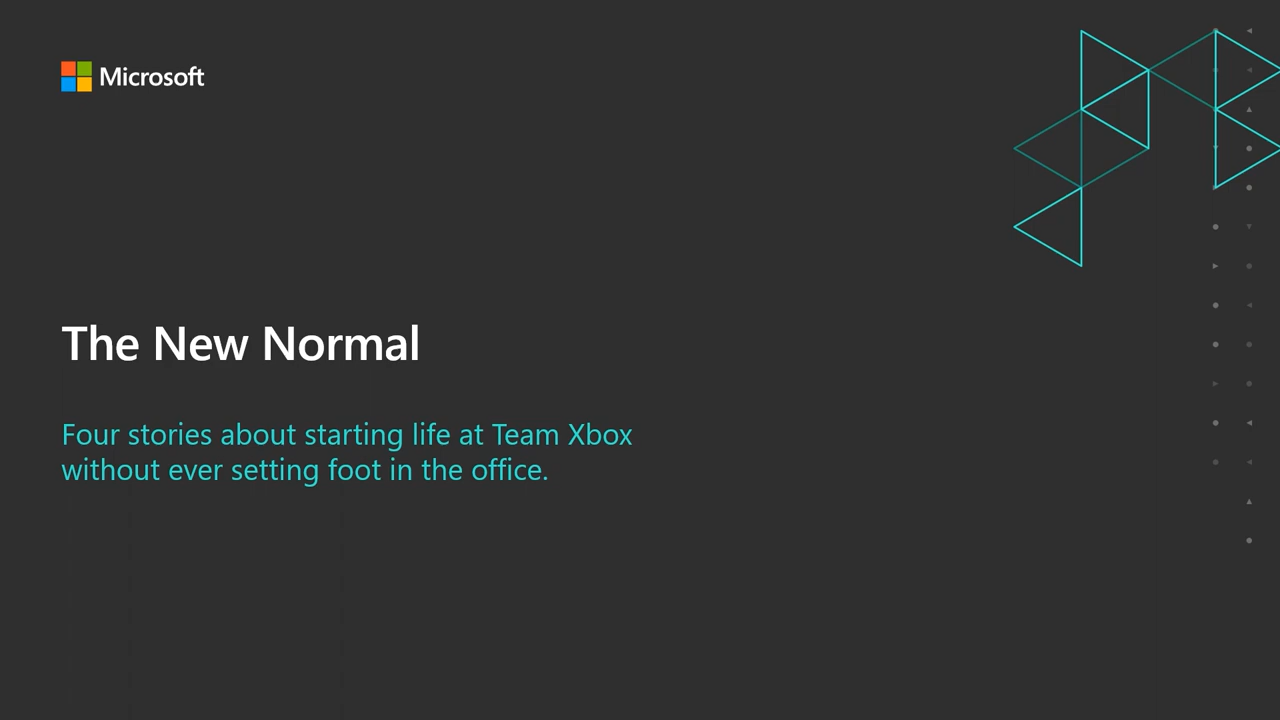 Microsoft
The New Normal
Four stories about starting life at Team Xbox
without ever setting foot in the office.